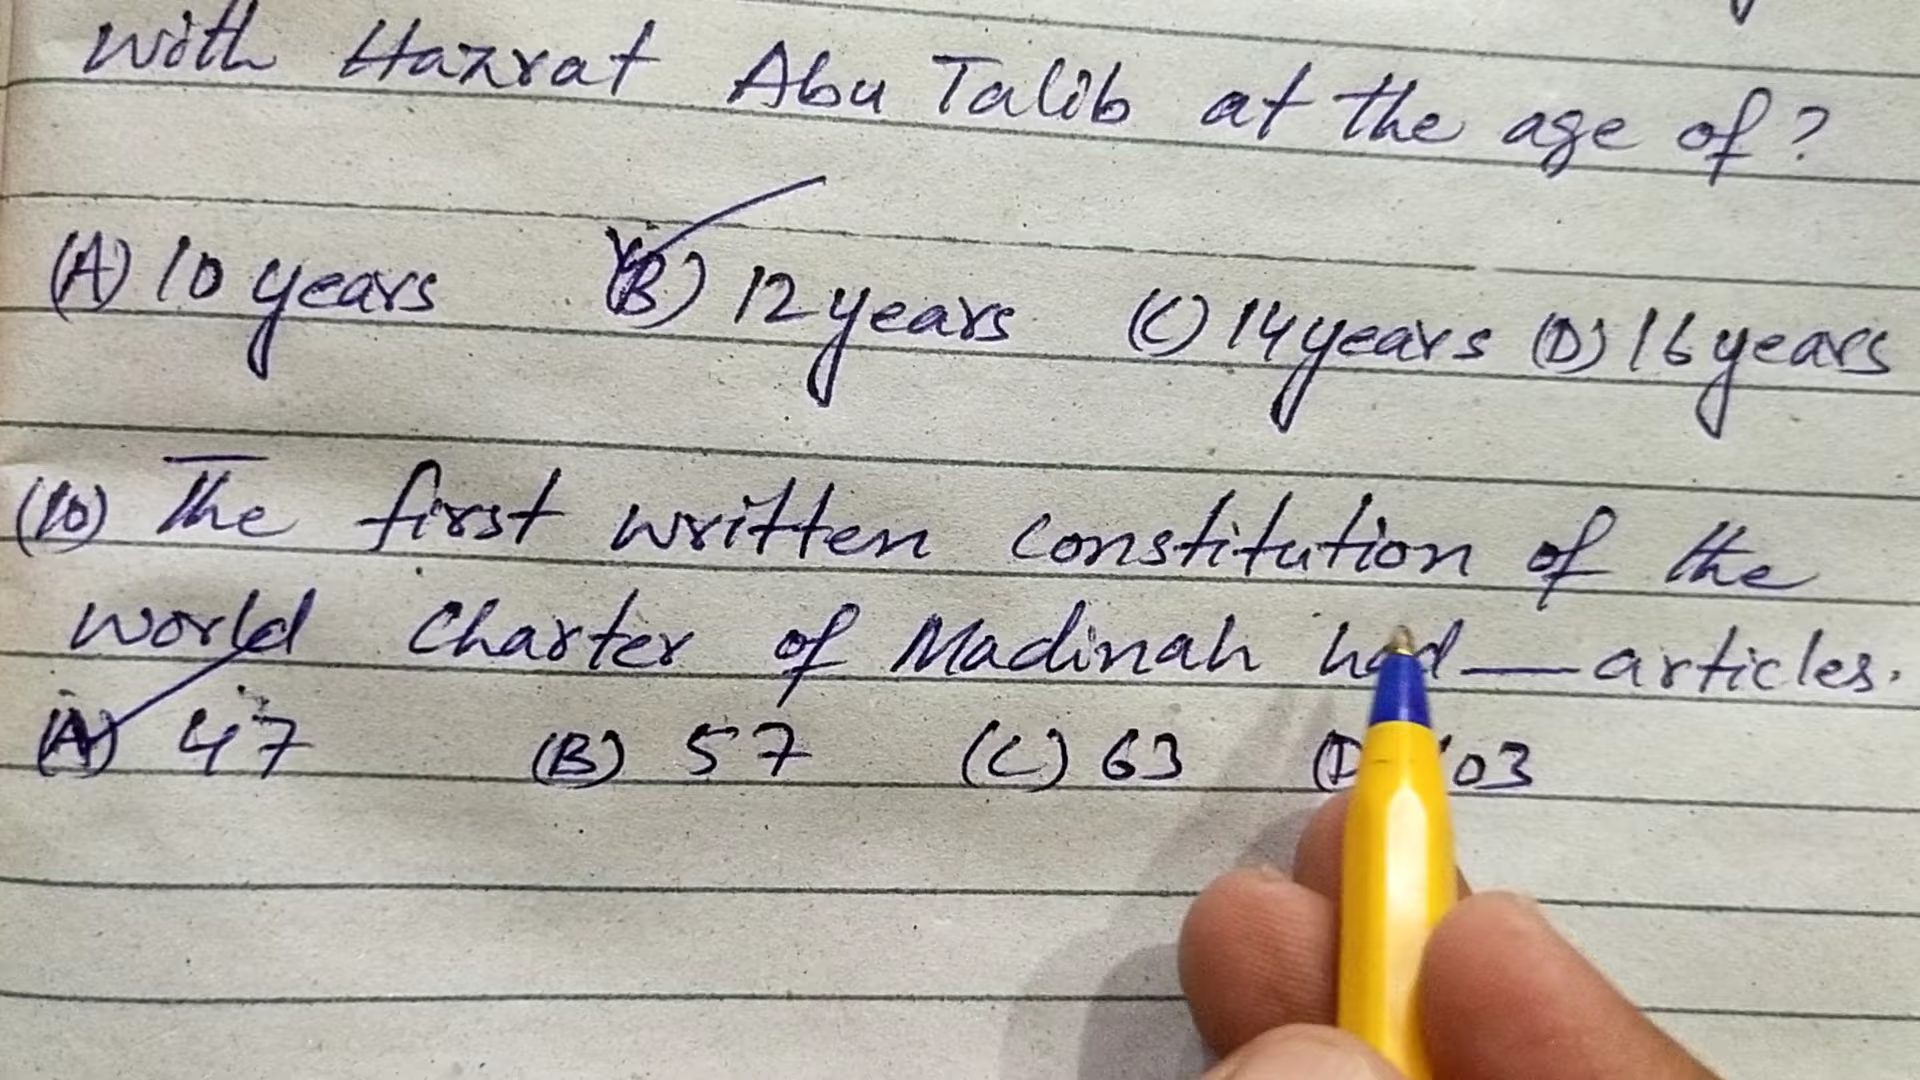 with Hazrat Abu Talib at the age of?
(A) 10 years (B) 12 years (C) 14 years (D) 16 years
(10) The first written constitution of the
world Charter of Madinah had — articles.
(A) 47 (B) 57 (C) 63 (D) 103